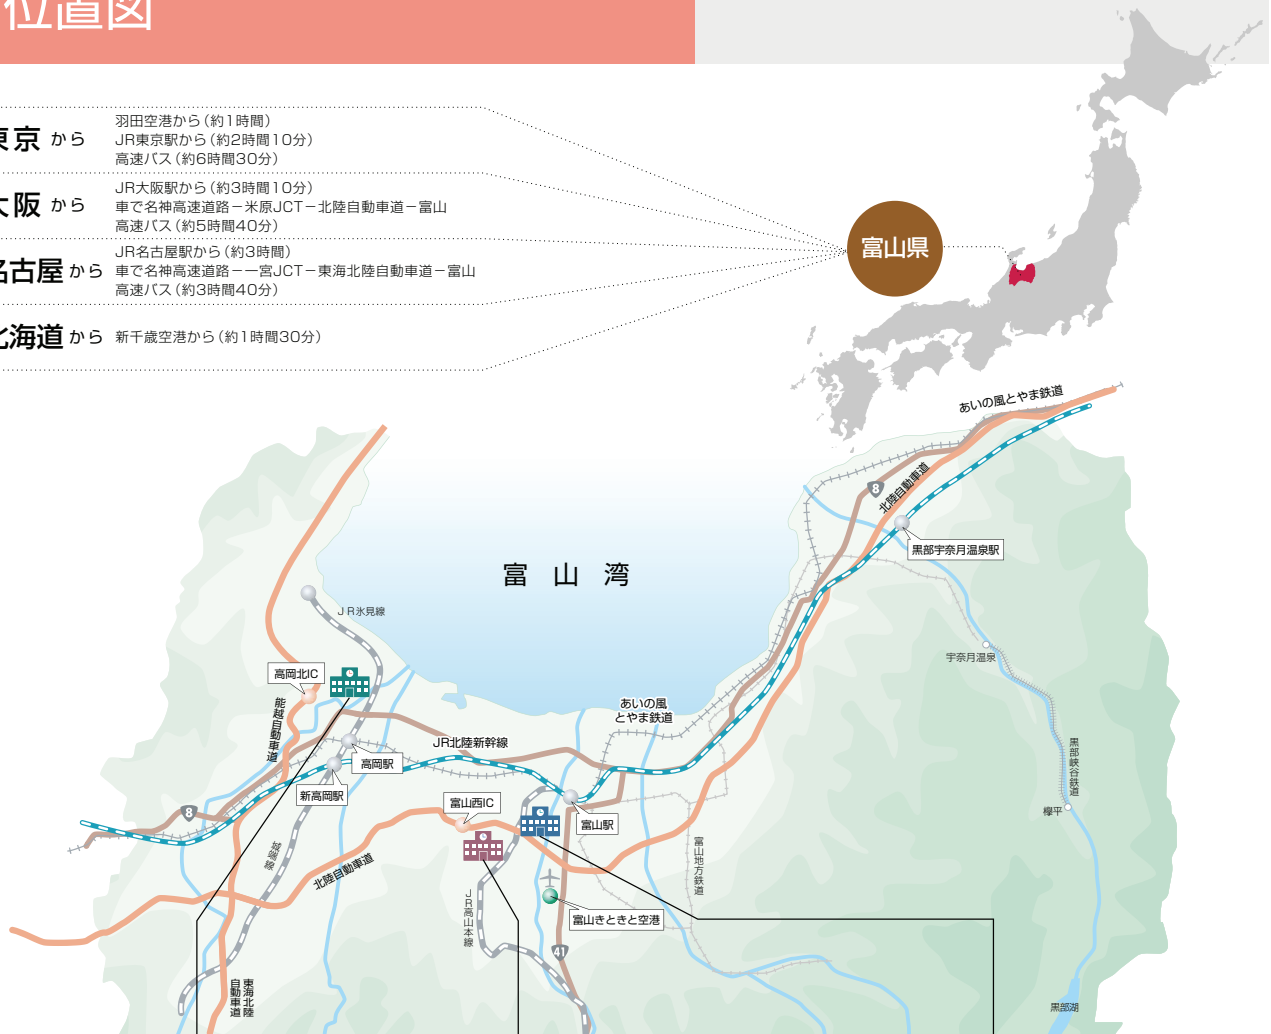 位置図
東京 から
羽田空港から（約1時間）
JR東京駅から（約2時間10分）
高速バス（約6時間30分）
大阪 から
JR大阪駅から（約3時間10分）
車で名神高速道路－米原JCT－北陸自動車道－富山
高速バス（約5時間40分）
名古屋 から
JR名古屋駅から（約3時間）
車で名神高速道路－一宮JCT－東海北陸自動車道－富山
高速バス（約3時間40分）
北海道 から
新千歳空港から（約1時間30分）
富山県
あいの風とやま鉄道
8
北陸自動車道
黒部宇奈月温泉駅
富山湾
JR氷見線
宇奈月温泉
高岡北IC
能越自動車道
あいの風
とやま鉄道
JR北陸新幹線
高岡駅
黒部峡谷鉄道
新高岡駅
富山西IC
欅平
8
富山駅
城端線
北陸自動車道
富山地方鉄道
JR高山本線
富山きときと空港
41
東海北陸
自動車道
黒部湖